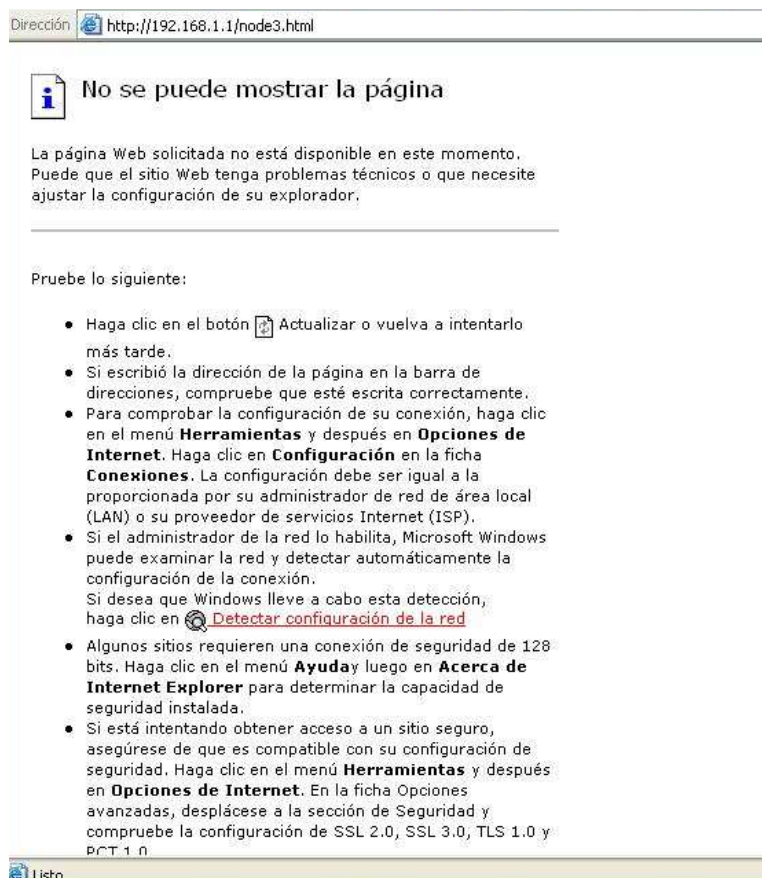 Dirección http://192.168.1.1/node3.html
No se puede mostrar la página
La página Web solicitada no está disponible en este momento.
Puede que el sitio Web tenga problemas técnicos o que necesite
ajustar la configuración de su explorador.
Pruebe lo siguiente:
Haga clic en el botón Actualizar o vuelva a intentarlo
más tarde.
Si escribió la dirección de la página en la barra de
direcciones, compruebe que esté escrita correctamente.
Para comprobar la configuración de su conexión, haga clic
en el menú Herramientas y después en Opciones de
Internet. Haga clic en Configuración en la ficha
Conexiones. La configuración debe ser igual a la
proporcionada por su administrador de red de área local
(LAN) o su proveedor de servicios Internet (ISP).
Si el administrador de la red lo habilita, Microsoft Windows
puede examinar la red y detectar automáticamente la
configuración de la conexión.
Si desea que Windows lleve a cabo esta detección,
haga clic en Detectar configuración de la red
Algunos sitios requieren una conexión de seguridad de 128
bits. Haga clic en el menú Ayuday luego en Acerca de
Internet Explorer para determinar la capacidad de
seguridad instalada.
Si está intentando obtener acceso a un sitio seguro,
asegúrese de que es compatible con su configuración de
seguridad. Haga clic en el menú Herramientas y después
en Opciones de Internet. En la ficha Opciones
avanzadas, desplácese a la sección de Seguridad y
compruebe la configuración de SSL 2.0, SSL 3.0, TLS 1.0 y
PCT 1.0
Listo